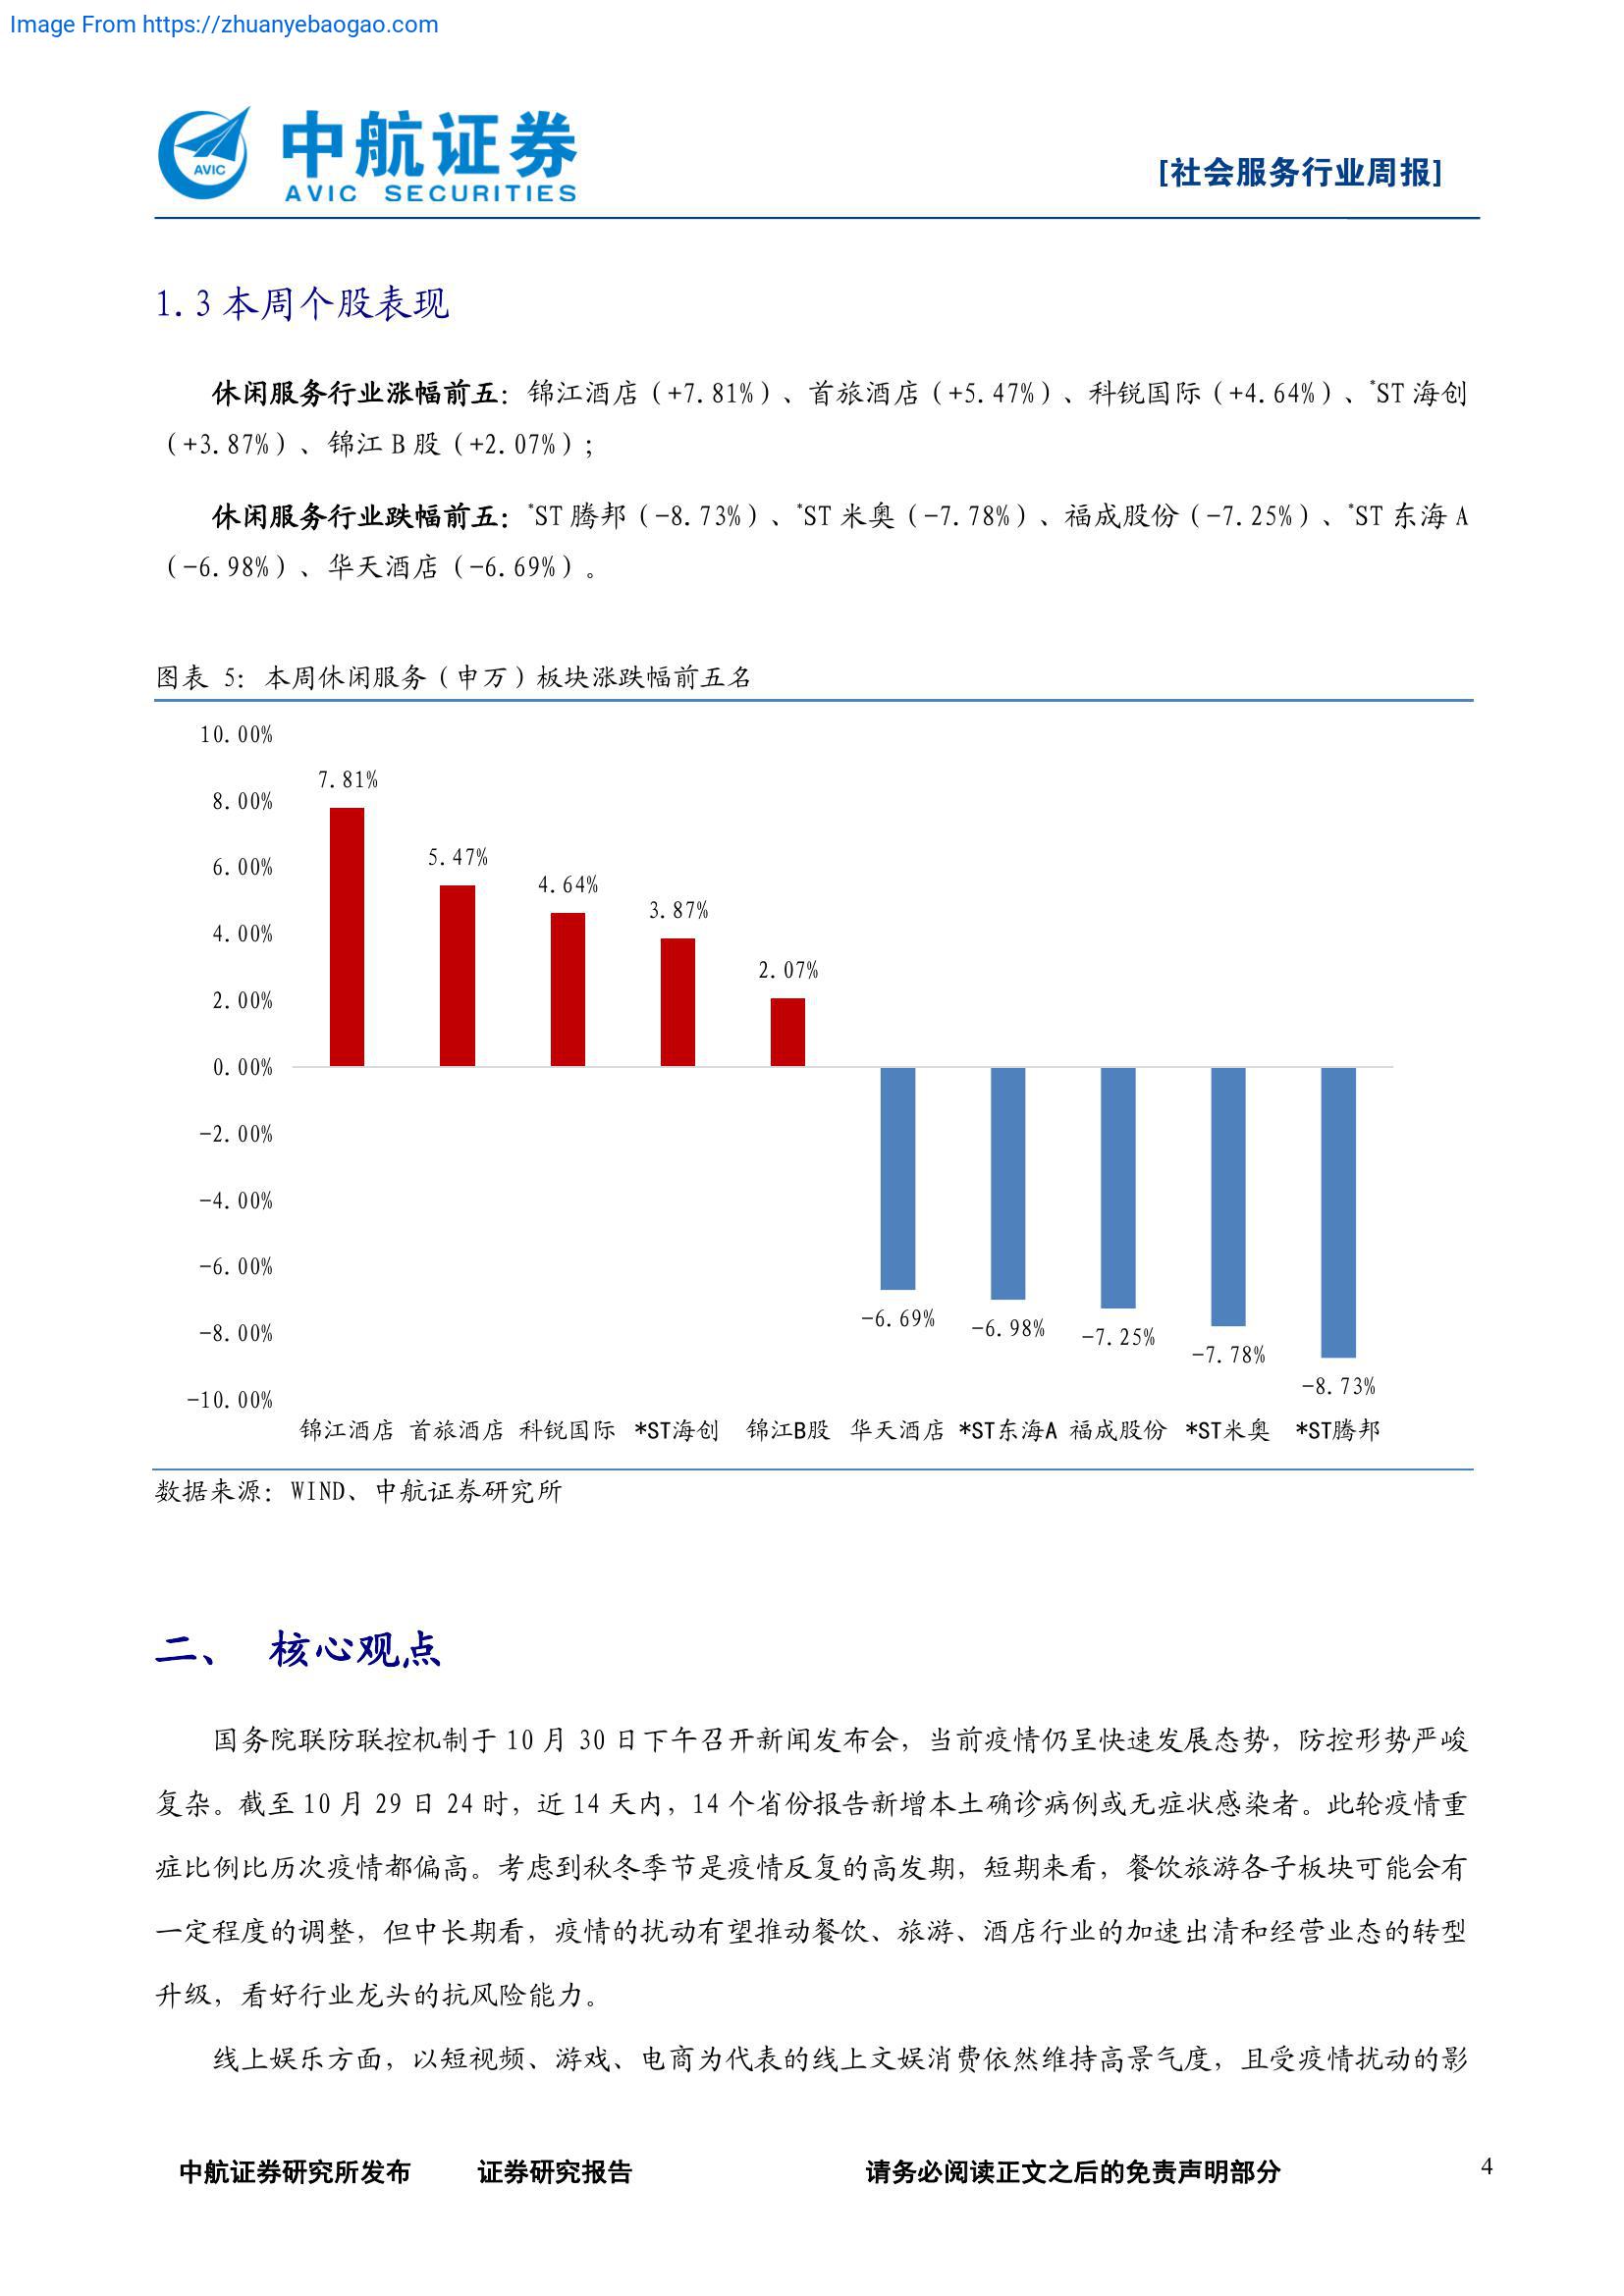 Image From https://zhuanyebaogao.com
AVIC
中航证券
AVIC SECURITIES
[社会服务行业周报]
1.3 本周个股表现
休闲服务行业涨幅前五：锦江酒店（+7.81%）、首旅酒店（+5.47%）、科锐国际（+4.64%）、*ST 海创
（+3.87%）、锦江 B 股（+2.07%）；
休闲服务行业跌幅前五：*ST 腾邦（-8.73%）、*ST 米奥（-7.78%）、福成股份（-7.25%）、*ST 东海 A
（-6.98%）、华天酒店（-6.69%）。
图表 5：本周休闲服务（申万）板块涨跌幅前五名
10.00%
8.00%
6.00%
4.00%
2.00%
0.00%
-2.00%
-4.00%
-6.00%
-8.00%
-10.00%
7.81%
5.47%
4.64%
3.87%
2.07%
-6.69%
-6.98%
-7.25%
-7.78%
-8.73%
锦江酒店 首旅酒店 科锐国际 *ST海创 锦江B股 华天酒店 *ST东海A 福成股份 *ST米奥 *ST腾邦
数据来源：WIND、中航证券研究所
二、 核心观点
国务院联防联控机制于 10 月 30 日下午召开新闻发布会，当前疫情仍呈快速发展态势，防控形势严峻
复杂。截至 10 月 29 日 24 时，近 14 天内，14 个省份报告新增本土确诊病例或无症状感染者。此轮疫情重
症比例比历次疫情都偏高。考虑到秋冬季节是疫情反复的高发期，短期来看，餐饮旅游各子板块可能会有
一定程度的调整，但中长期看，疫情的扰动有望推动餐饮、旅游、酒店行业的加速出清和经营业态的转型
升级，看好行业龙头的抗风险能力。
线上娱乐方面，以短视频、游戏、电商为代表的线上文娱消费依然维持高景气度，且受疫情扰动的影
中航证券研究所发布 证券研究报告 请务必阅读正文之后的免责声明部分 4